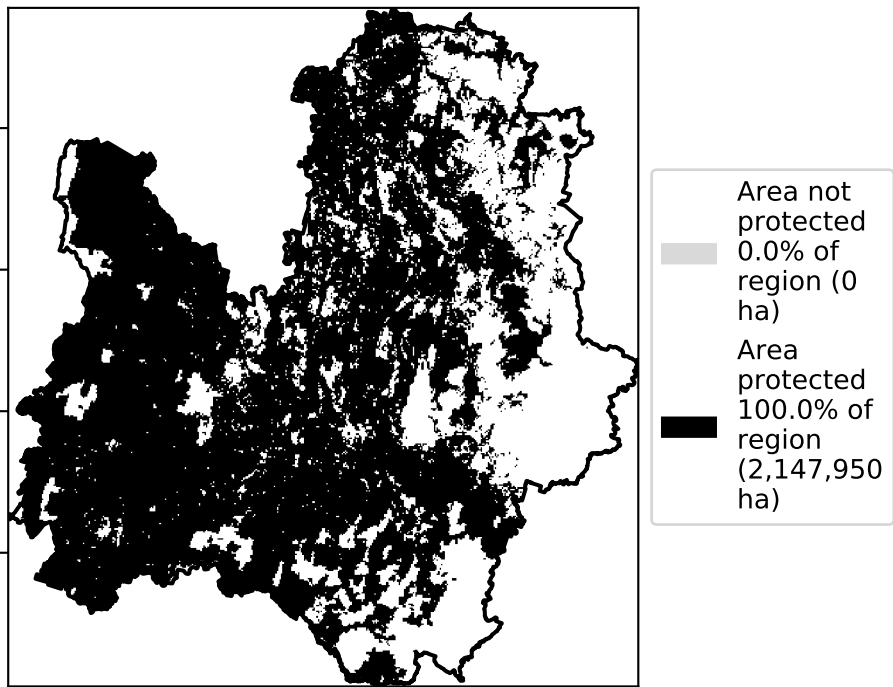 Area not
protected
0.0% of
region (0
ha)
Area
protected
100.0% of
region
(2,147,950
ha)